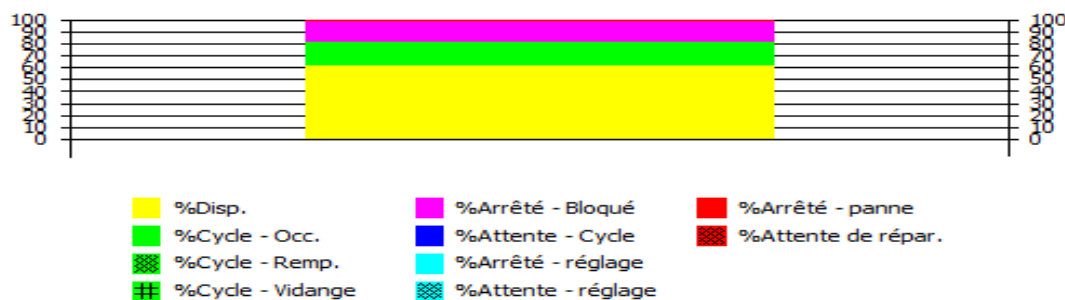 100 100
90 90
80 80
70 70
60 60
50 50
40 40
30 30
20 20
10 10
0 0
%Disp. %Arrêté - Bloqué %Arrêté - panne
%Cycle - Occ. %Attente - Cycle %Attente de répar.
%Cycle - Remp. %Arrêté - réglage
%Cycle - Vidange %Attente - réglage